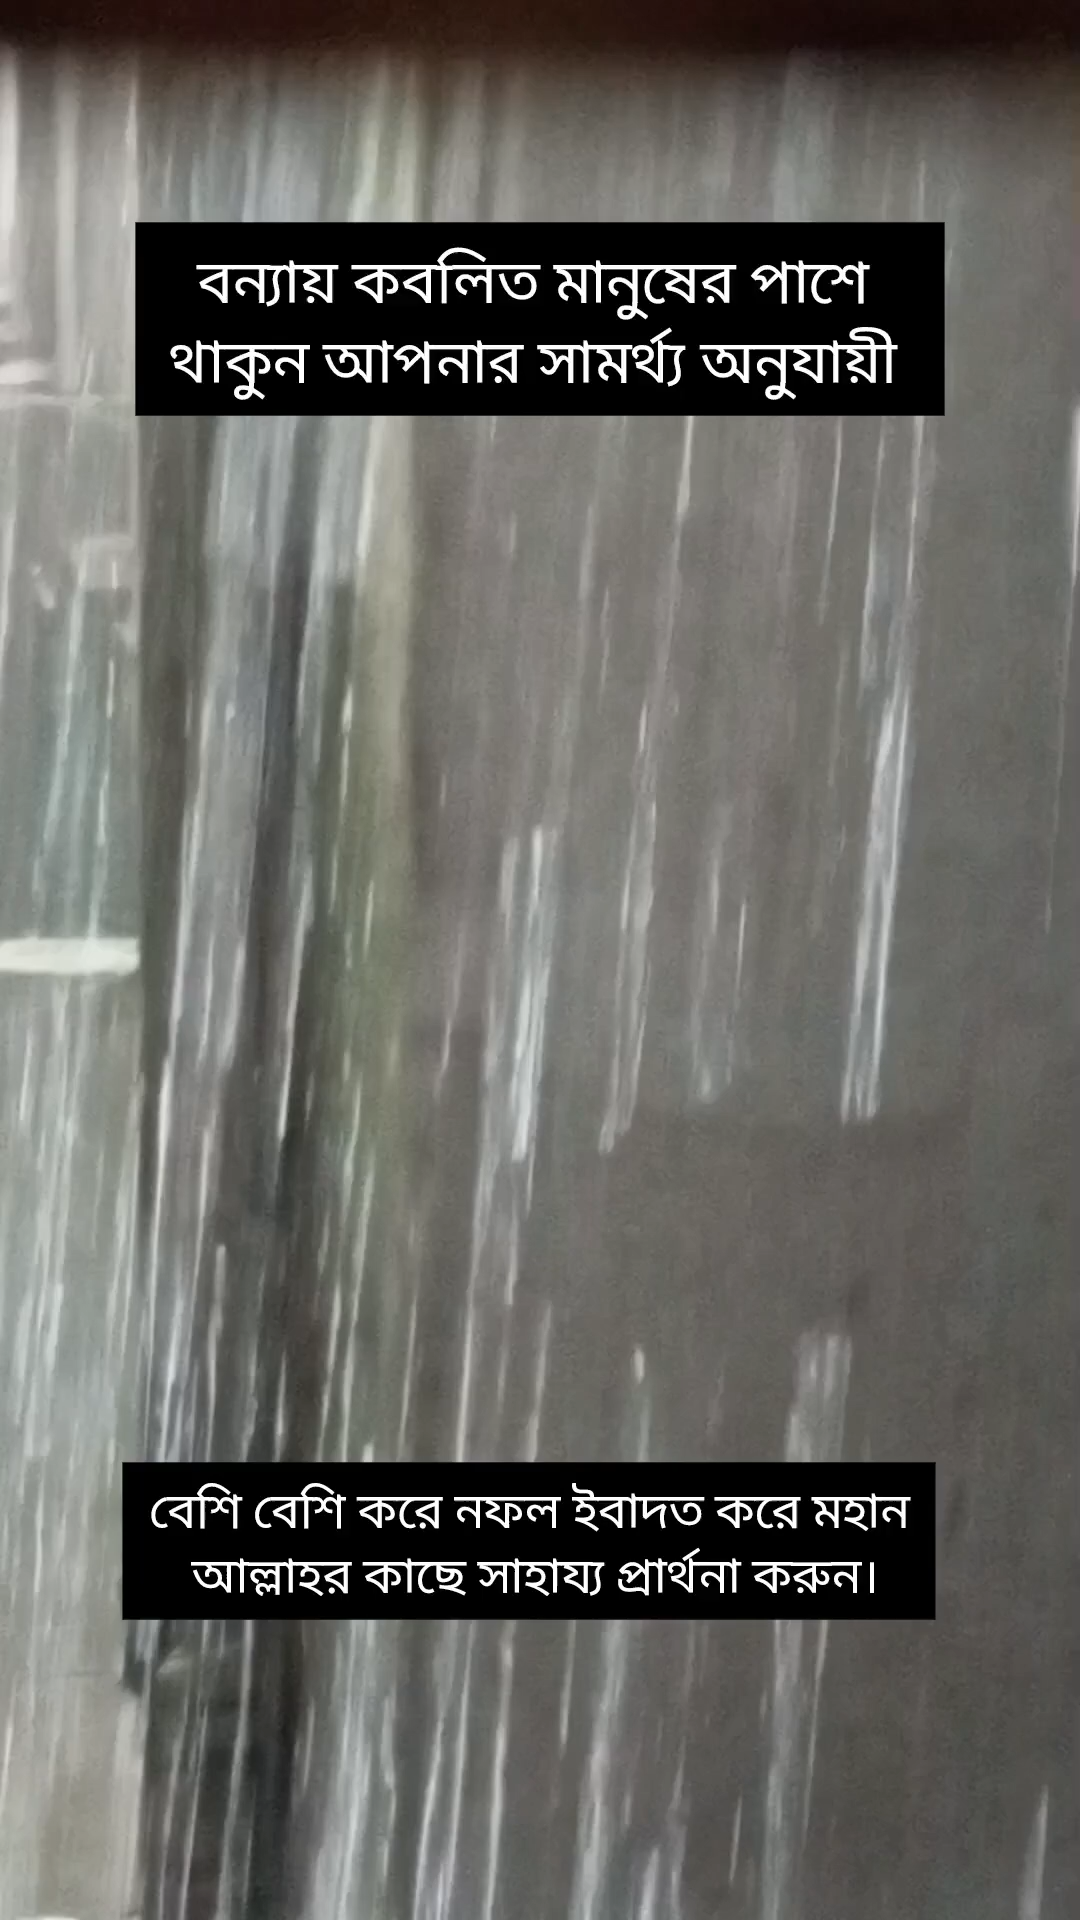 বন্যায় কবলিত মানুষের পাশে
থাকুন আপনার সামর্থ্য অনুযায়ী
বেশি বেশি করে নফল ইবাদত করে মহান
আল্লাহর কাছে সাহায্য প্রার্থনা করুন।